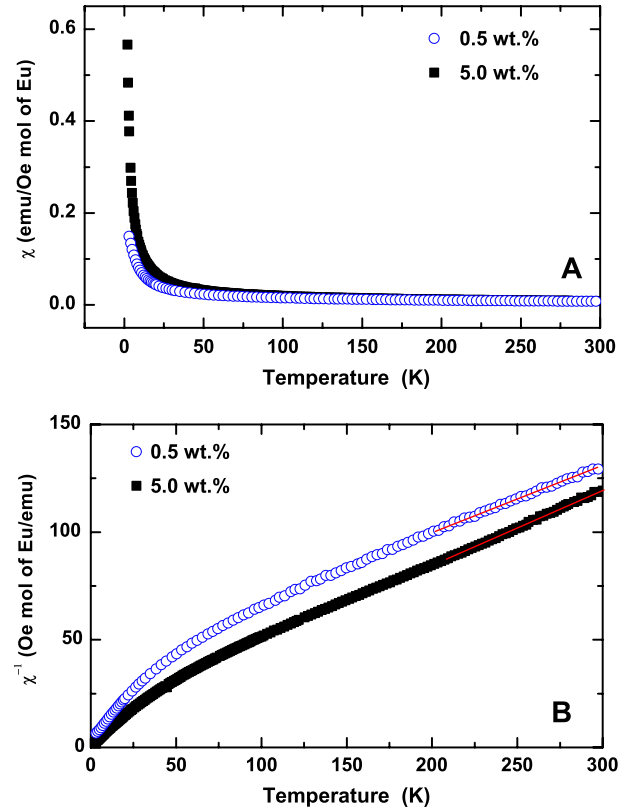 0.6
0.5 wt.%
5.0 wt.%
0.4
0.2
0.0
χ (emu/Oe mol of Eu)
A
0 50 100 150 200 250 300
Temperature (K)
150
0.5 wt.%
5.0 wt.%
100
50
0
χ⁻¹ (Oe mol of Eu/emu)
B
0 50 100 150 200 250 300
Temperature (K)